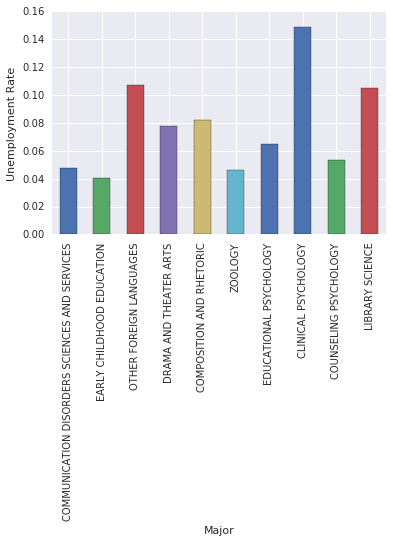 0.16
0.14
0.12
0.10
0.08
0.06
0.04
0.02
0.00
Unemployment Rate
COMMUNICATION DISORDERS SCIENCES AND SERVICES
EARLY CHILDHOOD EDUCATION
OTHER FOREIGN LANGUAGES
DRAMA AND THEATER ARTS
COMPOSITION AND RHETORIC
ZOOLOGY
EDUCATIONAL PSYCHOLOGY
CLINICAL PSYCHOLOGY
COUNSELING PSYCHOLOGY
LIBRARY SCIENCE
Major